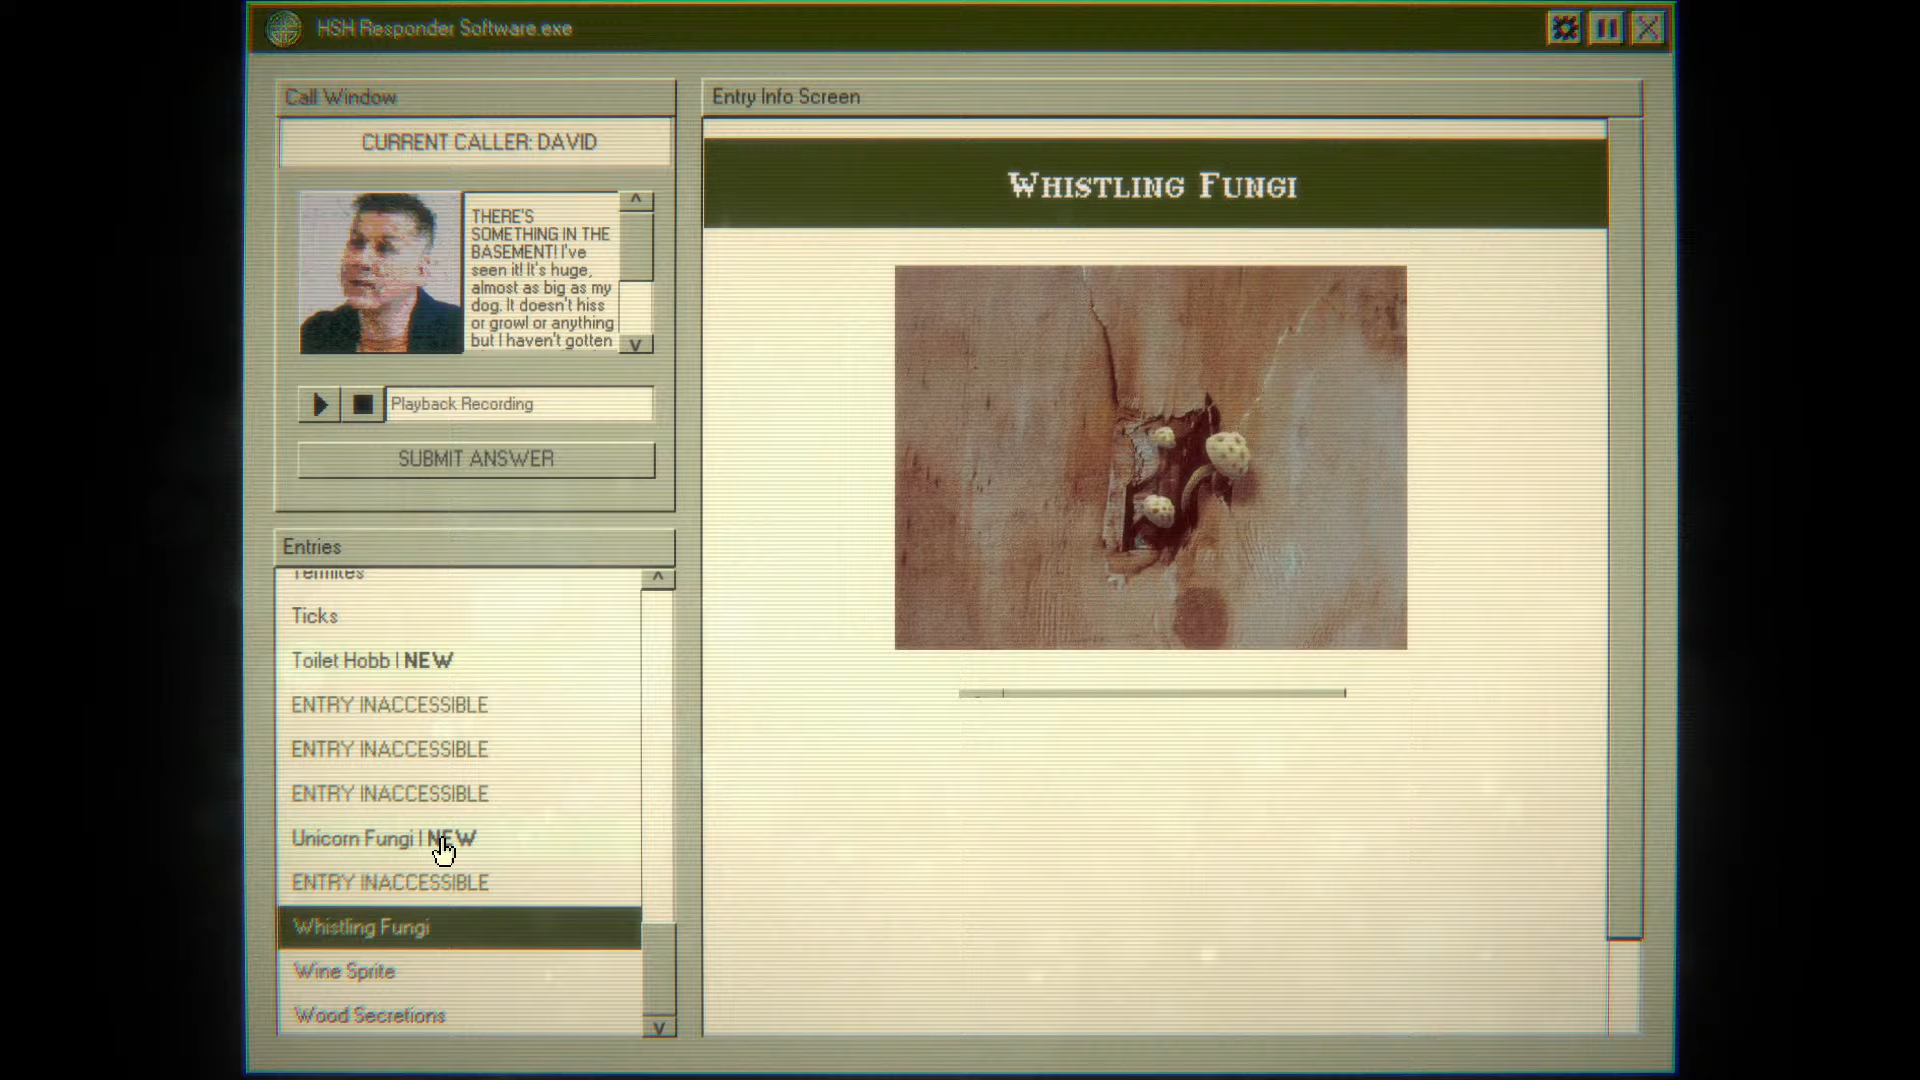 HSH Responder Software.exe
Call Window
CURRENT CALLER: DAVID
THERE'S
SOMETHING IN THE
BASEMENT! I've
seen it! It's huge,
almost as big as my
dog. It doesn't hiss
or growl or anything
but I haven't gotten
Playback Recording
SUBMIT ANSWER
Entries
Termites
Ticks
Toilet Hobb | NEW
ENTRY INACCESSIBLE
ENTRY INACCESSIBLE
ENTRY INACCESSIBLE
Unicorn Fungi | NEW
ENTRY INACCESSIBLE
Whistling Fungi
Wine Sprite
Wood Secretions
Entry Info Screen
Whistling Fungi